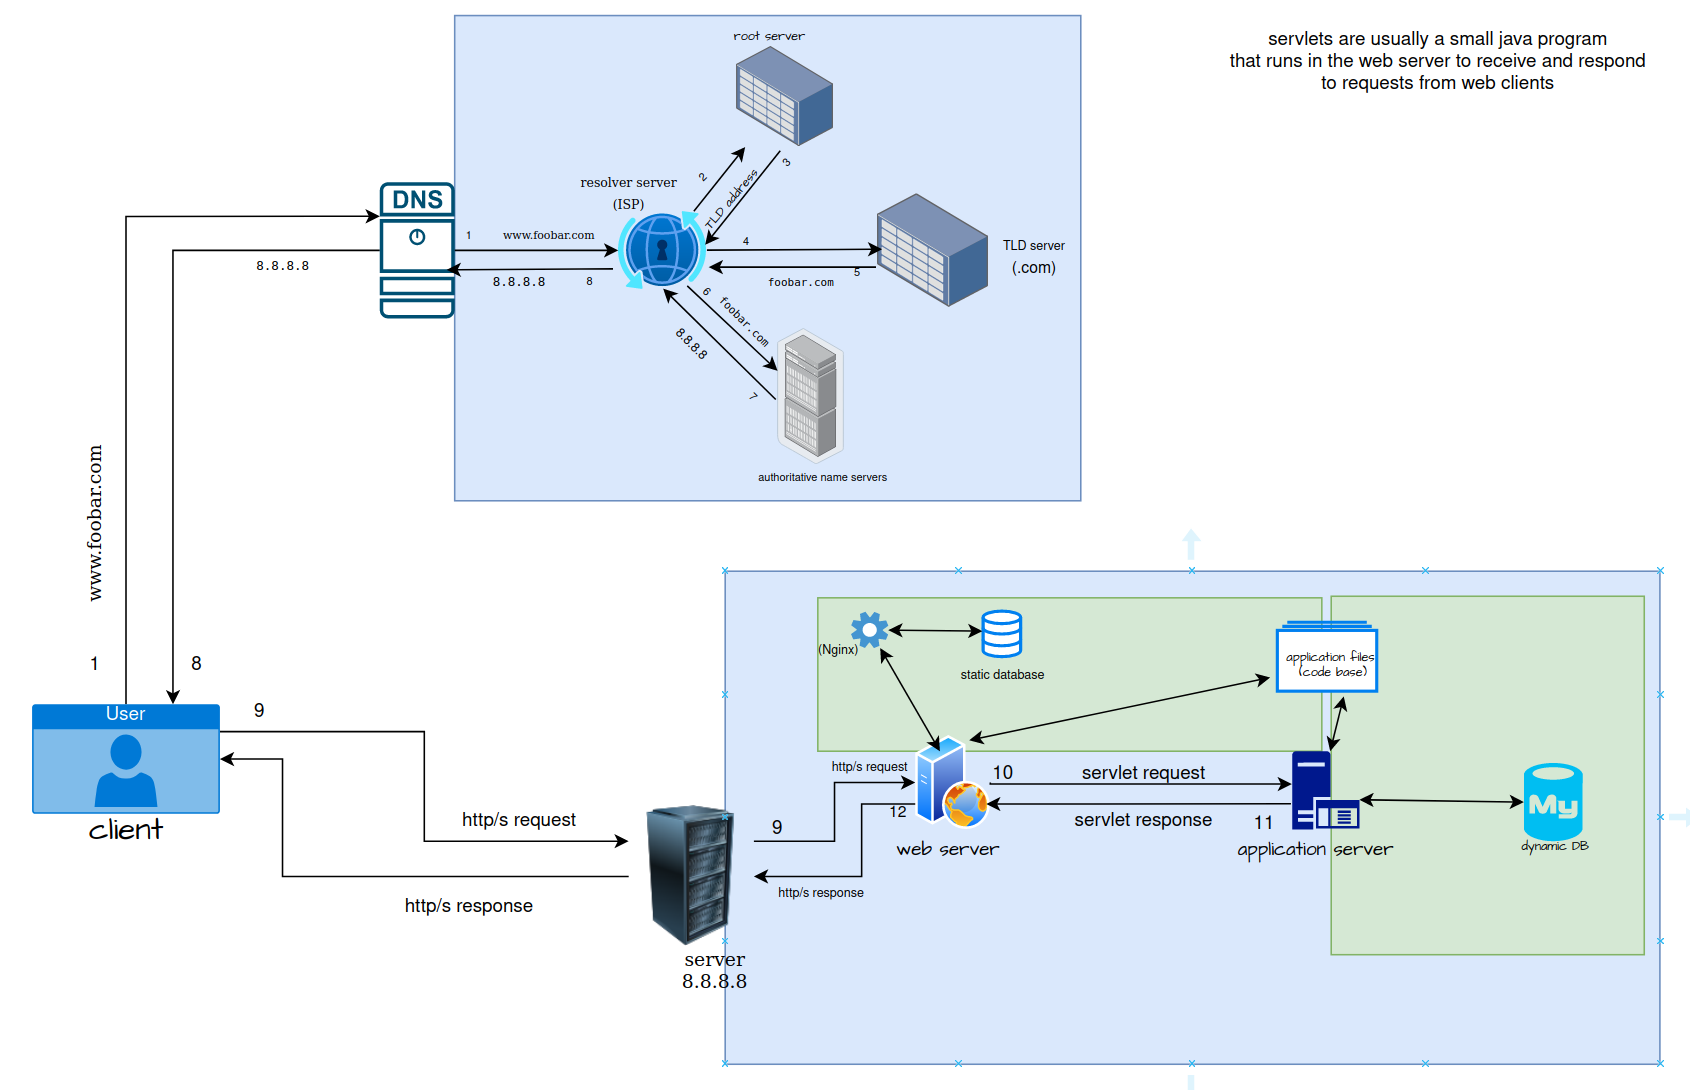 root server
servlets are usually a small java program
that runs in the web server to receive and respond
to requests from web clients
resolver server
(ISP)
2
3
TLD address
DNS
1
www.foobar.com
4
TLD server
(.com)
8.8.8.8
8.8.8.8
8
5
foobar.com
6
foobar.com
8.8.8.8
7
authoritative name servers
www.foobar.com
1
8
(Nginx)
static database
application files
(code base)
User
9
client
http/s request
http/s response
http/s request
10
servlet request
9
12
servlet response
11
My
web server
application server
dynamic DB
http/s response
server
8.8.8.8